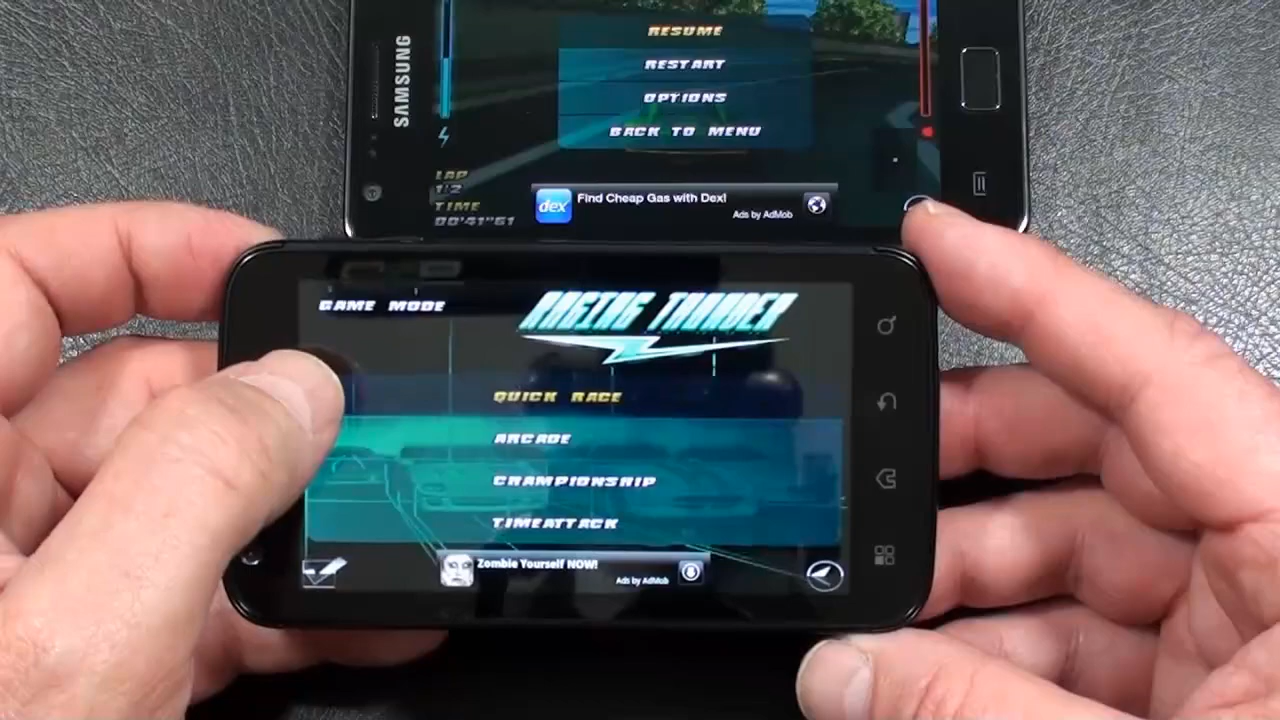 SAMSUNG
RESUME
RESTART
OPTIONS
BACK TO MENU
LAP
1/2
TIME
00'41"61
dex
Find Cheap Gas with Dex!
Ads by AdMob
GAME MODE
RAGING THUNDER
QUICK RACE
ARCADE
CHAMPIONSHIP
TIMEATTACK
Zombie Yourself NOW!
Ads by AdMob